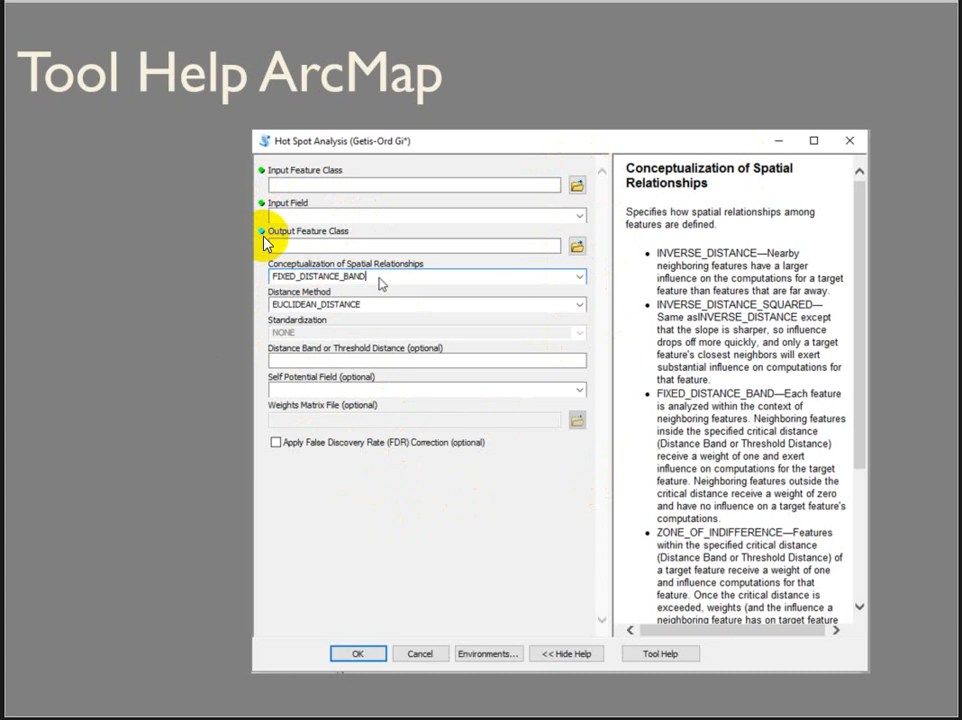 Tool Help ArcMap
Hot Spot Analysis (Getis-Ord Gi*)
Input Feature Class
Input Field
Output Feature Class
Conceptualization of Spatial Relationships
FIXED_DISTANCE_BAND
Distance Method
EUCLIDEAN_DISTANCE
Standardization
NONE
Distance Band or Threshold Distance (optional)
Self Potential Field (optional)
Weights Matrix File (optional)
Apply False Discovery Rate (FDR) Correction (optional)
Conceptualization of Spatial
Relationships
Specifies how spatial relationships among
features are defined.
• INVERSE_DISTANCE—Nearby
neighboring features have a larger
influence on the computations for a target
feature than features that are far away.
• INVERSE_DISTANCE_SQUARED—
Same asINVERSE_DISTANCE except
that the slope is sharper, so influence
drops off more quickly, and only a target
feature's closest neighbors will exert
substantial influence on computations for
that feature.
• FIXED_DISTANCE_BAND—Each feature
is analyzed within the context of
neighboring features. Neighboring features
inside the specified critical distance
(Distance Band or Threshold Distance)
receive a weight of one and exert
influence on computations for the target
feature. Neighboring features outside the
critical distance receive a weight of zero
and have no influence on a target feature's
computations.
• ZONE_OF_INDIFFERENCE—Features
within the specified critical distance
(Distance Band or Threshold Distance) of
a target feature receive a weight of one
and influence computations for that
feature. Once the critical distance is
exceeded, weights (and the influence a
neighboring feature has on target feature
OK
Cancel
Environments...
<< Hide Help
Tool Help